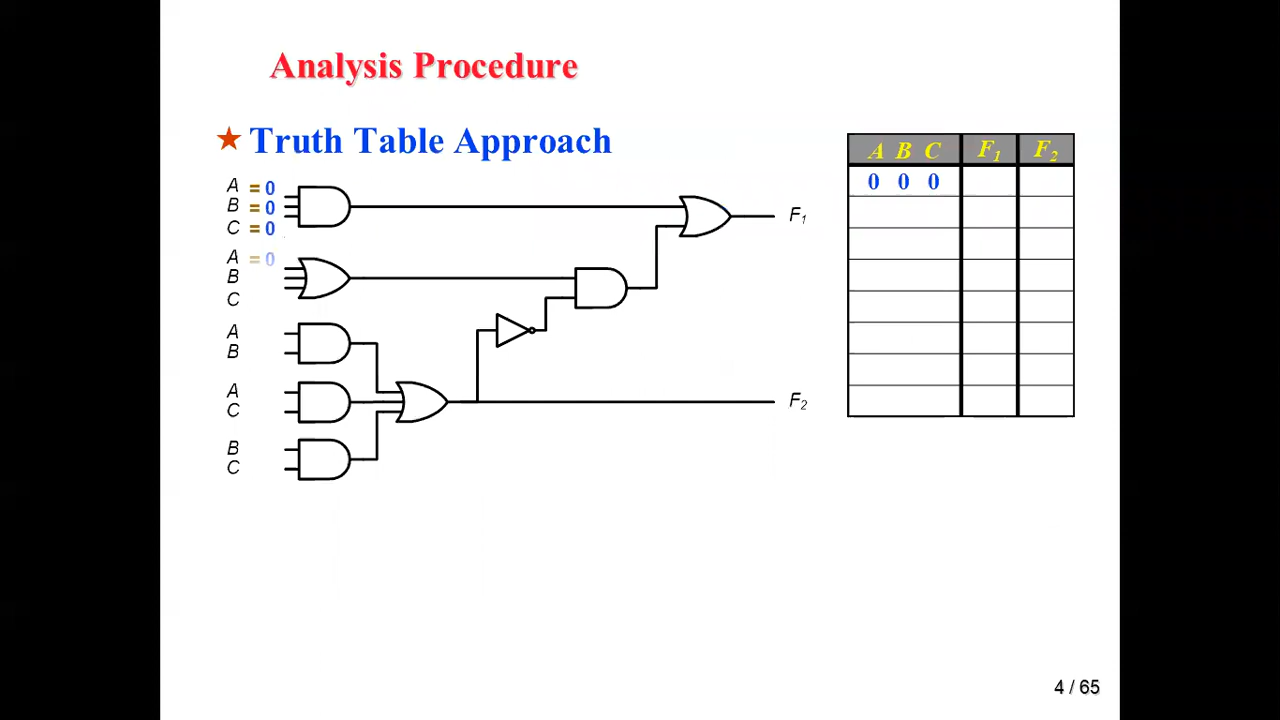 Analysis Procedure
★ Truth Table Approach
A B C F1 F2
0 0 0
A = 0
B = 0
C = 0
F1
A = 0
B
C
A
B
A
C
F2
B
C
4 / 65